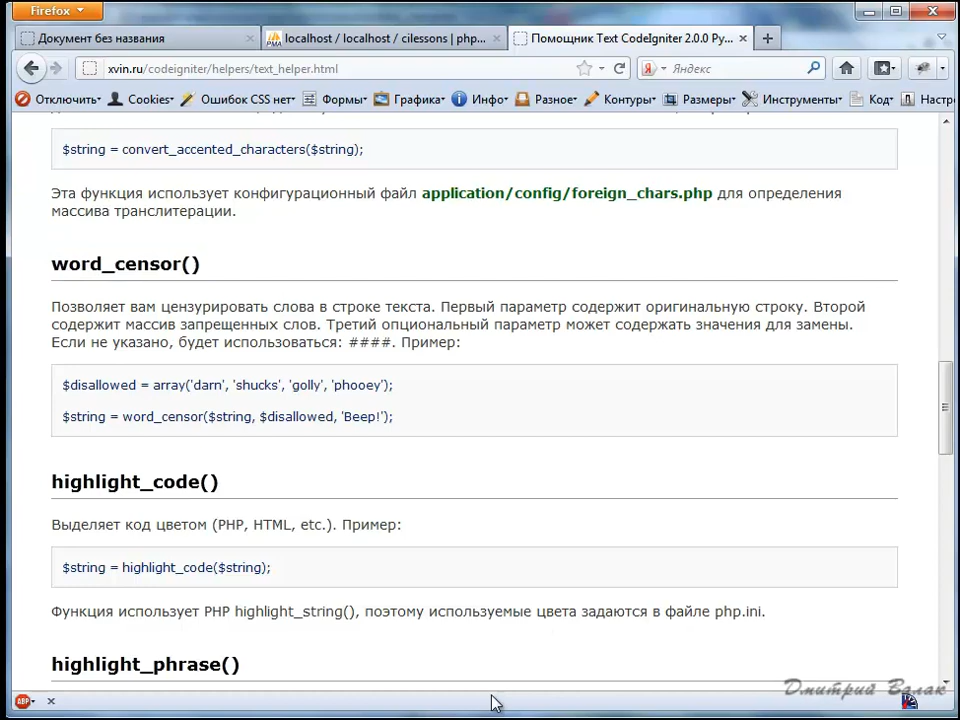 Firefox
Документ без названия
PMA
localhost / localhost / cilessons | php...
Помощник Text CodeIgniter 2.0.0 Ру...
xvin.ru/codeigniter/helpers/text_helper.html
Я
Яндекс
Отключить
Cookies
Ошибок CSS нет
Формы
Графика
Инфо
Разное
Контуры
Размеры
Инструменты
Код
Настро
$string = convert_accented_characters($string);
Эта функция использует конфигурационный файл application/config/foreign_chars.php для определения
массива транслитерации.
word_censor()
Позволяет вам цензурировать слова в строке текста. Первый параметр содержит оригинальную строку. Второй
содержит массив запрещенных слов. Третий опциональный параметр может содержать значения для замены.
Если не указано, будет использоваться: ####. Пример:
$disallowed = array('darn', 'shucks', 'golly', 'phooey');
$string = word_censor($string, $disallowed, 'Beep!');
highlight_code()
Выделяет код цветом (PHP, HTML, etc.). Пример:
$string = highlight_code($string);
Функция использует PHP highlight_string(), поэтому используемые цвета задаются в файле php.ini.
highlight_phrase()
ABP
Дмитрий Валак